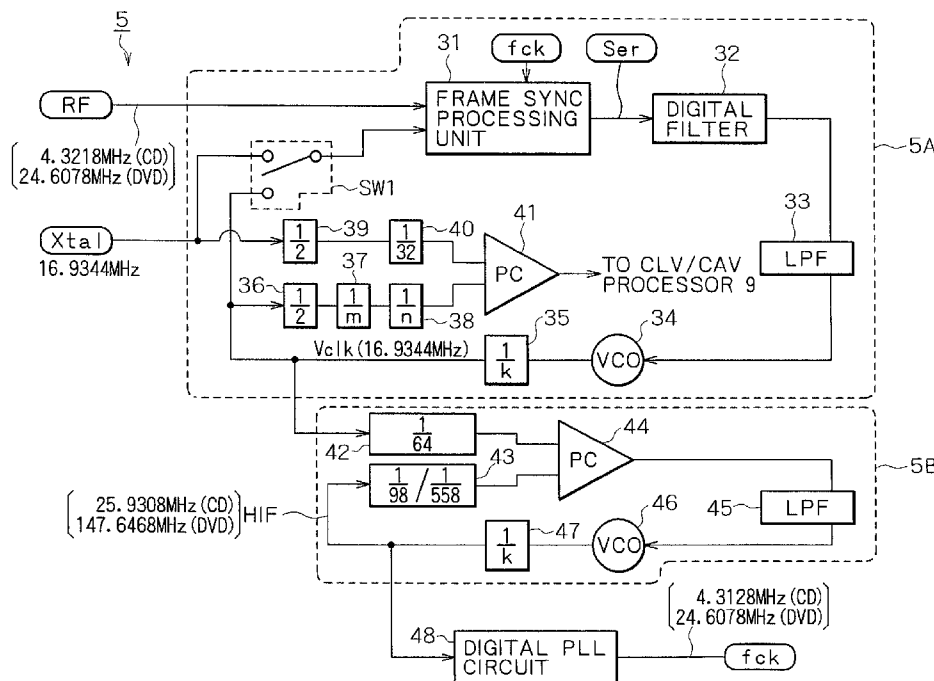 5
RF
4.3218MHz(CD)
24.6078MHz(DVD)
31
fck
Ser
32
FRAME SYNC
PROCESSING
UNIT
DIGITAL
FILTER
5A
SW1
Xtal
16.9344MHz
1/2
39
1/32
40
41
PC
TO CLV/CAV
PROCESSOR 9
33
LPF
36
1/2
37
1/m
1/n
38
Vclk(16.9344MHz)
35
1/k
34
VCO
42
1/64
44
PC
5B
1/98 / 1/558
43
25.9308MHz(CD)
147.6468MHz(DVD)
HIF
45
LPF
46
VCO
47
1/k
4.3128MHz(CD)
24.6078MHz(DVD)
48
DIGITAL PLL
CIRCUIT
fck